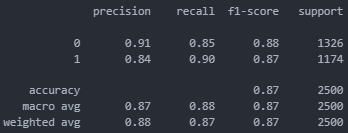 precision recall f1-score support
0 0.91 0.85 0.88 1326
1 0.84 0.90 0.87 1174
accuracy 0.87 2500
macro avg 0.87 0.88 0.87 2500
weighted avg 0.88 0.87 0.87 2500